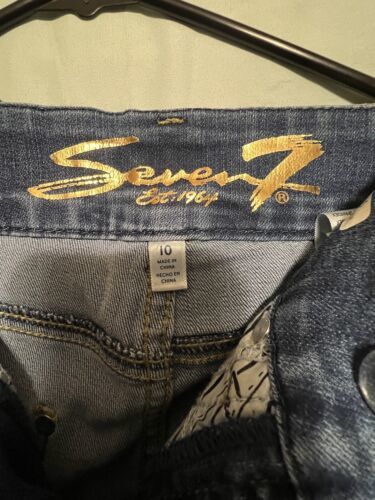 Seven7®
Est. 1964
10
MADE IN
CHINA
HECHO EN
CHINA